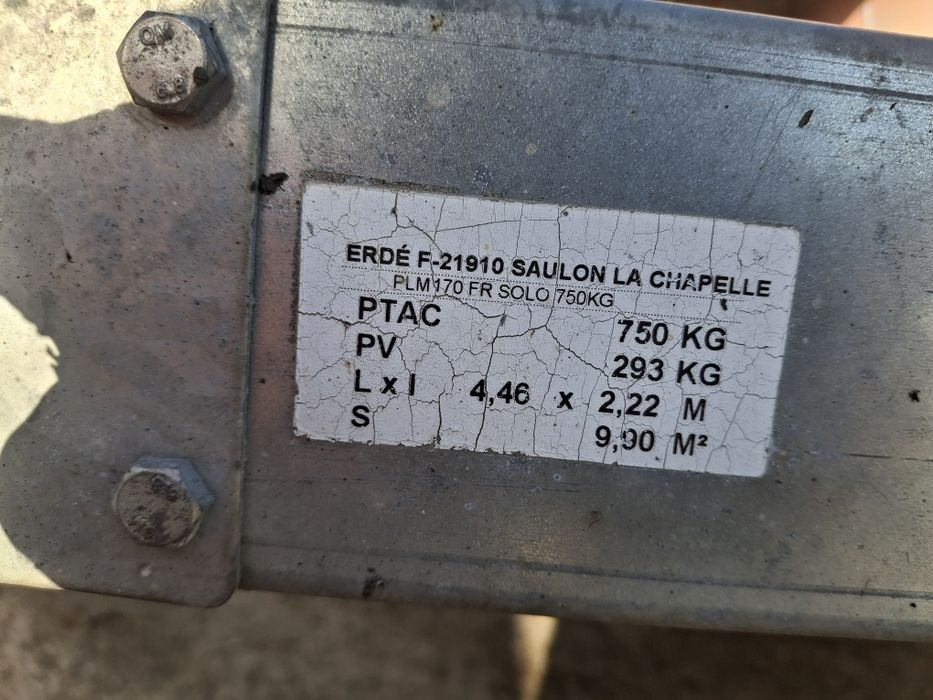 ERDÉ F-21910 SAULON LA CHAPELLE
PLM170 FR SOLO 750KG
PTAC 750 KG
PV 293 KG
L x l 4,46 x 2,22 M
S 9,90 M²